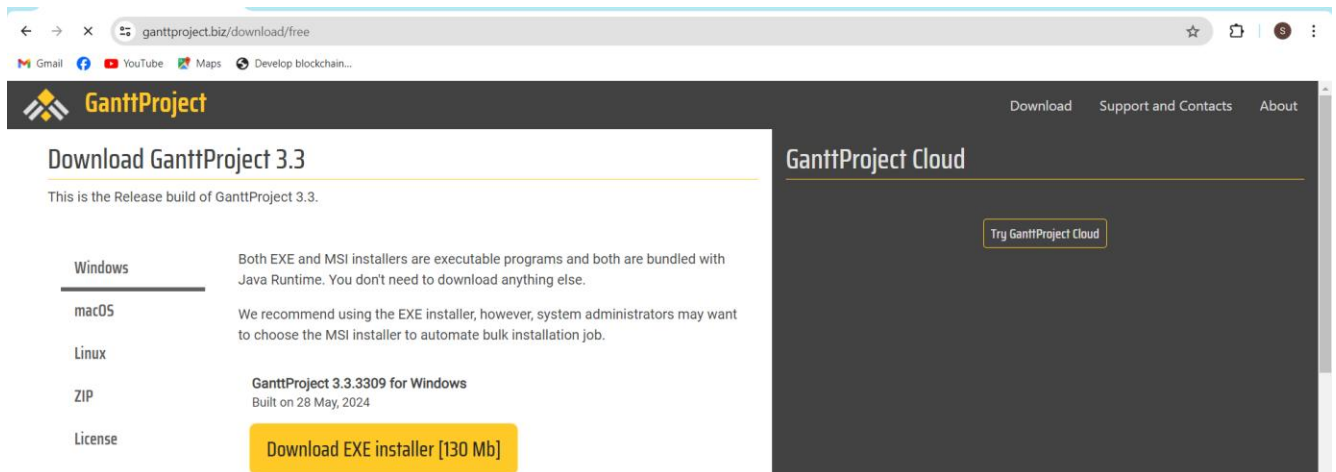 ganttproject.biz/download/free
S
Gmail
YouTube
Maps
Develop blockchain...
GanttProject
Download
Support and Contacts
About
Download GanttProject 3.3
This is the Release build of GanttProject 3.3.
Windows
macOS
Linux
ZIP
License
Both EXE and MSI installers are executable programs and both are bundled with
Java Runtime. You don't need to download anything else.
We recommend using the EXE installer, however, system administrators may want
to choose the MSI installer to automate bulk installation job.
GanttProject 3.3.3309 for Windows
Built on 28 May, 2024
Download EXE installer [130 Mb]
GanttProject Cloud
Try GanttProject Cloud